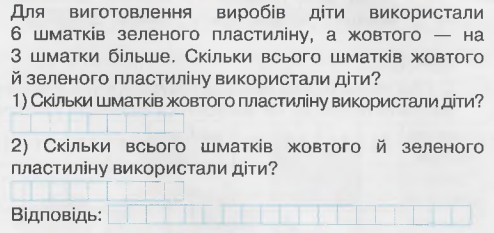 Для виготовлення виробів діти використали
6 шматків зеленого пластиліну, а жовтого — на
3 шматки більше. Скільки всього шматків жовтого
й зеленого пластиліну використали діти?
1) Скільки шматків жовтого пластиліну використали діти?
2) Скільки всього шматків жовтого й зеленого
пластиліну використали діти?
Відповідь: